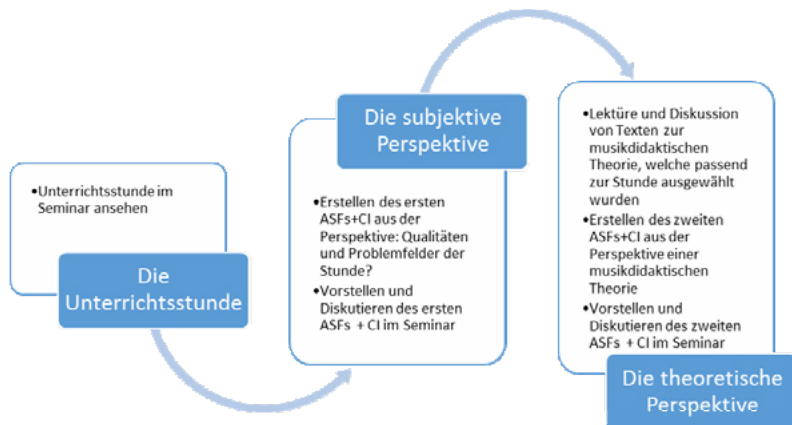 •Unterrichtsstunde im
Seminar ansehen
Die
Unterrichtsstunde
Die subjektive
Perspektive
•Erstellen des ersten
ASFs+CI aus der
Perspektive: Qualitäten
und Problemfelder der
Stunde?
•Vorstellen und
Diskutieren des ersten
ASFs + CI im Seminar
•Lektüre und Diskussion
von Texten zur
musikdidaktischen
Theorie, welche passend
zur Stunde ausgewählt
wurden
•Erstellen des zweiten
ASFs+CI aus der
Perspektive einer
musikdidaktischen
Theorie
•Vorstellen und
Diskutieren des zweiten
ASFs + CI im Seminar
Die theoretische
Perspektive